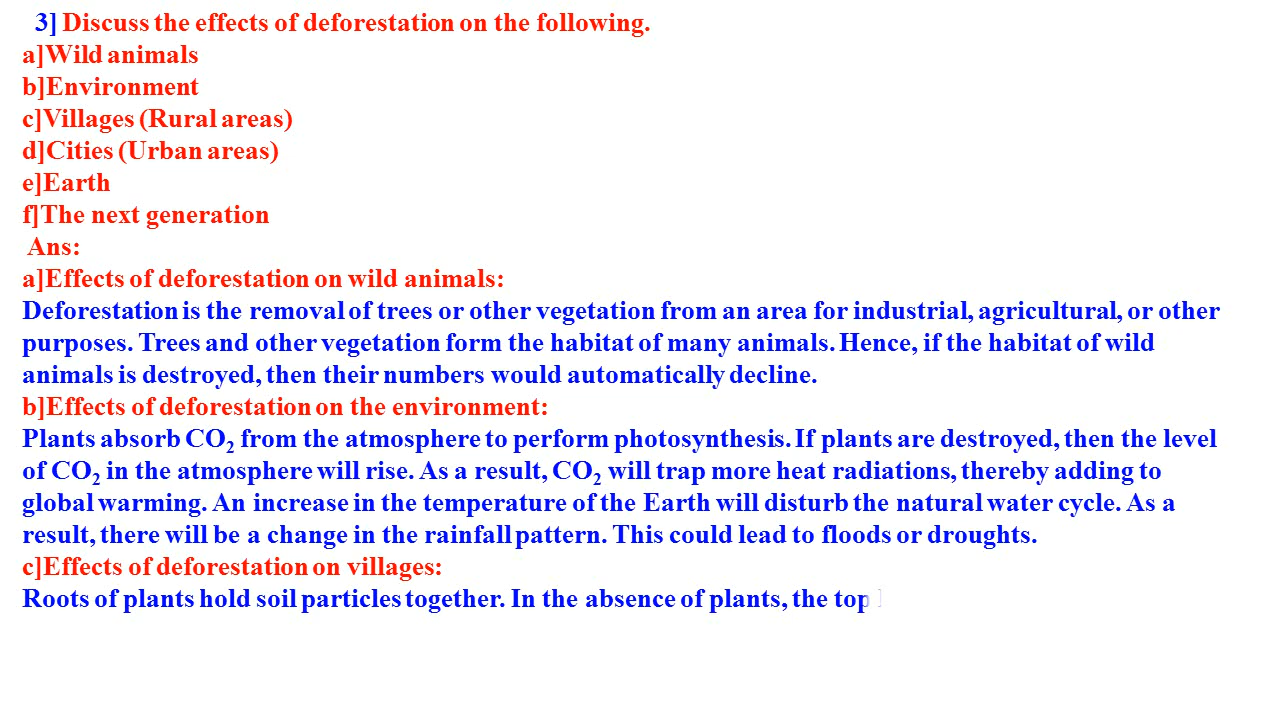 3] Discuss the effects of deforestation on the following.
a]Wild animals
b]Environment
c]Villages (Rural areas)
d]Cities (Urban areas)
e]Earth
f]The next generation
Ans:
a]Effects of deforestation on wild animals:
Deforestation is the removal of trees or other vegetation from an area for industrial, agricultural, or other
purposes. Trees and other vegetation form the habitat of many animals. Hence, if the habitat of wild
animals is destroyed, then their numbers would automatically decline.
b]Effects of deforestation on the environment:
Plants absorb CO₂ from the atmosphere to perform photosynthesis. If plants are destroyed, then the level
of CO₂ in the atmosphere will rise. As a result, CO₂ will trap more heat radiations, thereby adding to
global warming. An increase in the temperature of the Earth will disturb the natural water cycle. As a
result, there will be a change in the rainfall pattern. This could lead to floods or droughts.
c]Effects of deforestation on villages:
Roots of plants hold soil particles together. In the absence of plants, the top